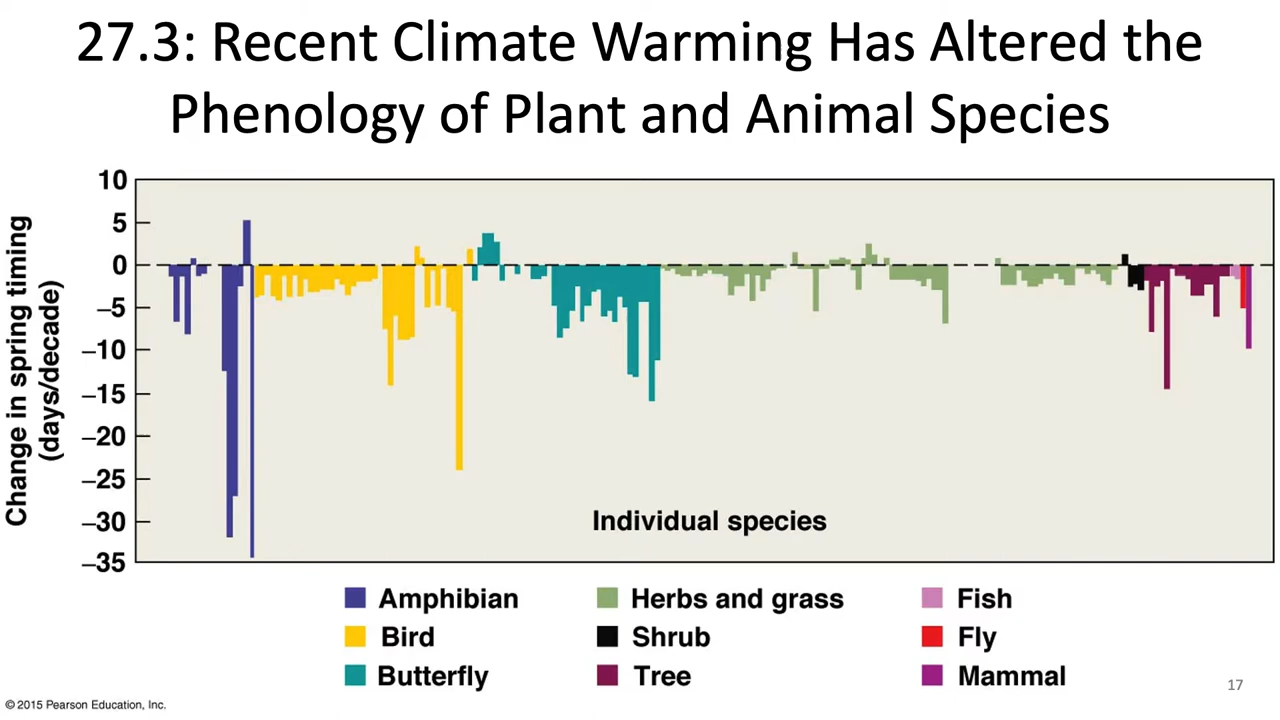 27.3: Recent Climate Warming Has Altered the
Phenology of Plant and Animal Species
10
5
0
–5
–10
–15
–20
–25
–30
–35
Change in spring timing
(days/decade)
Individual species
Amphibian
Herbs and grass
Fish
Bird
Shrub
Fly
Butterfly
Tree
Mammal
17
© 2015 Pearson Education, Inc.